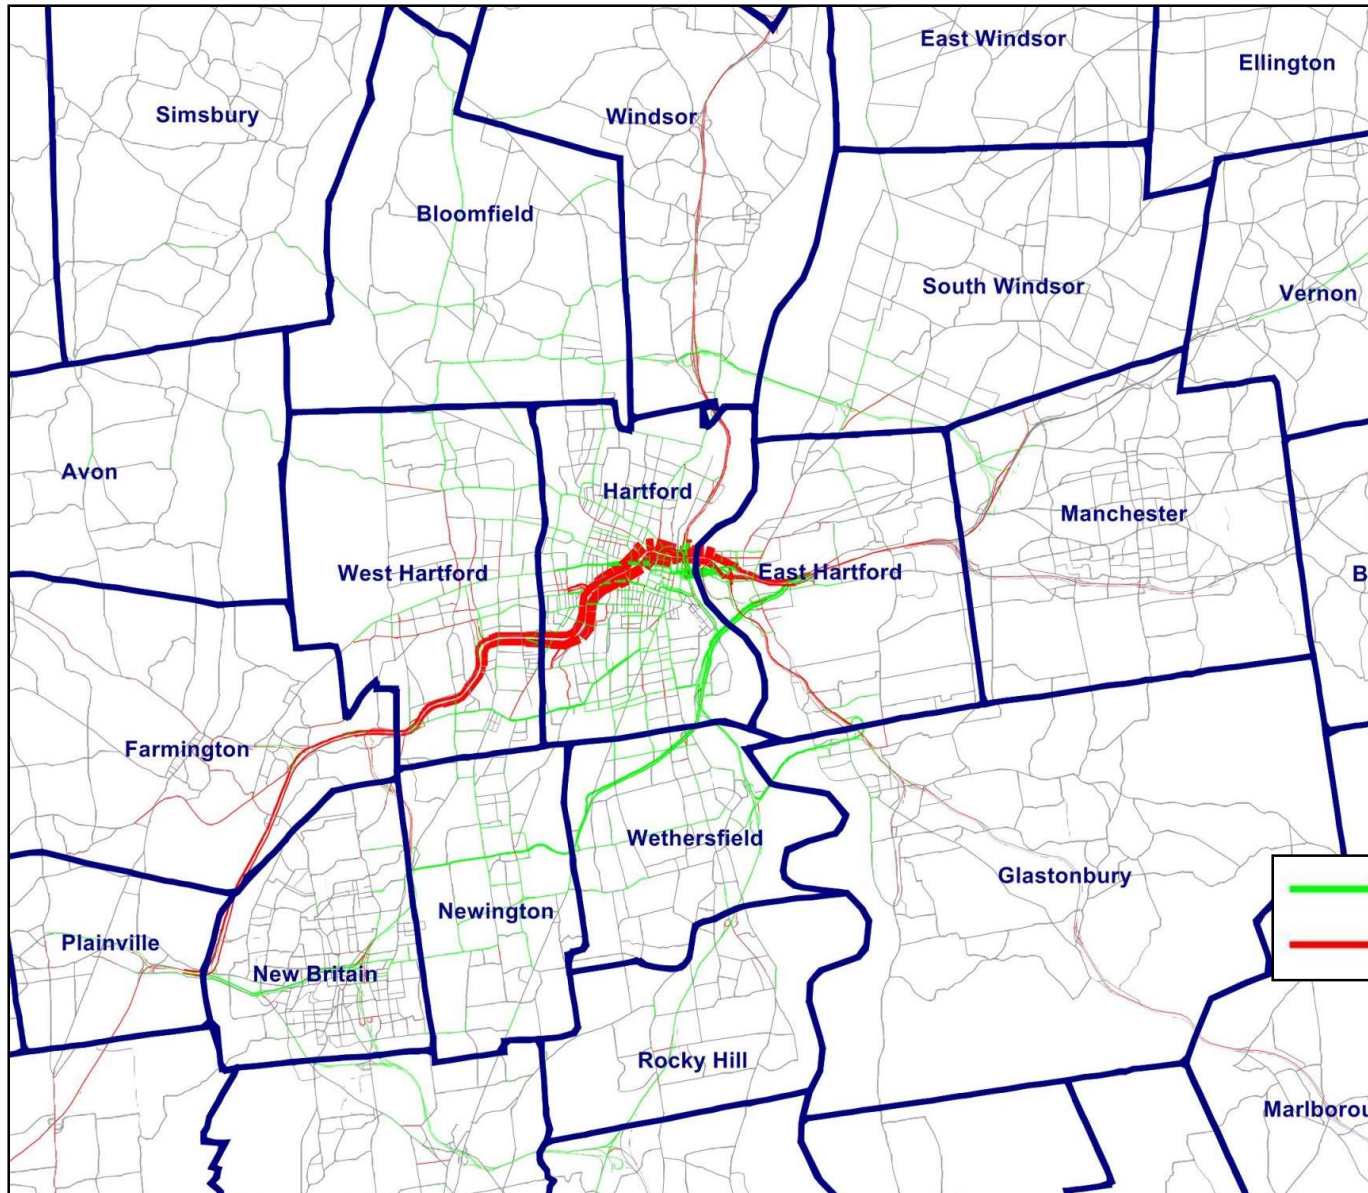 East Windsor
Ellington
Simsbury
Windsor
Bloomfield
South Windsor
Vernon
Avon
Hartford
Manchester
West Hartford
East Hartford
B
Farmington
Wethersfield
Glastonbury
Newington
Plainville
New Britain
Rocky Hill
Marlborou